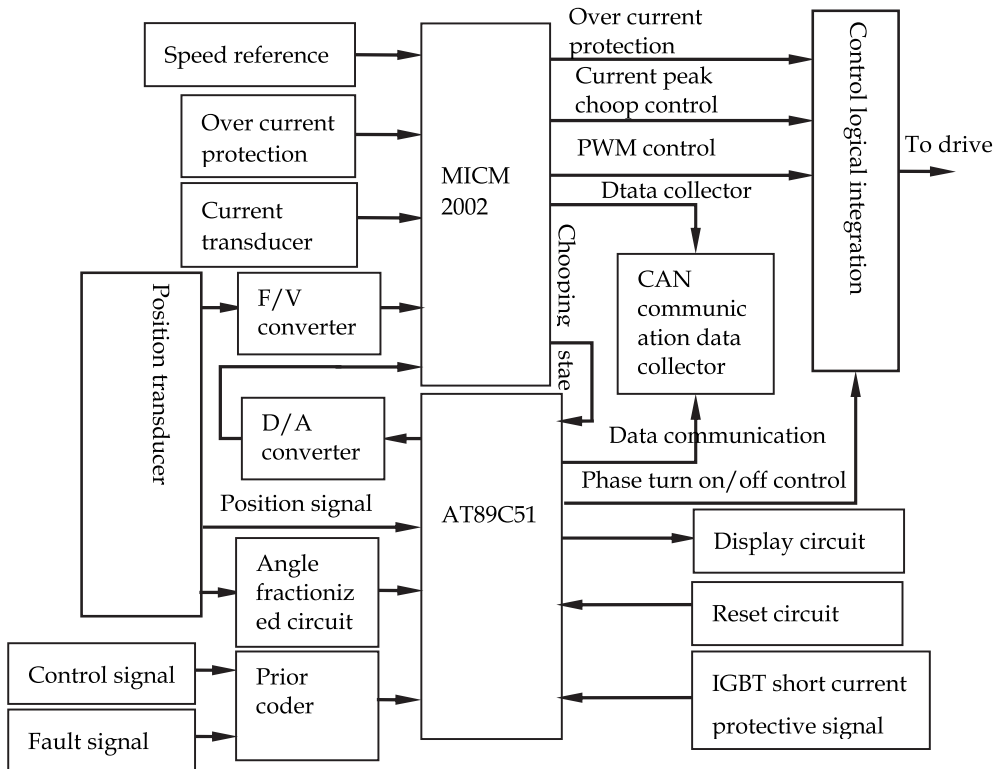 Speed reference
Over current
protection
Current
transducer
Position transducer
F/V
converter
D/A
converter
Position signal
Angle
fractioniz
ed circuit
Control signal
Fault signal
Prior
coder
MICM
2002
AT89C51
Over current
protection
Current peak
choop control
PWM control
Dtata collector
Chooping
stae
CAN
communic
ation data
collector
Data communication
Phase turn on/off control
Display circuit
Reset circuit
IGBT short current
protective signal
Control logical integration
To drive